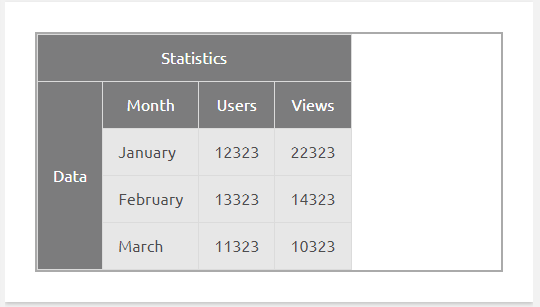 Statistics
Month Users Views
January 12323 22323
Data
February 13323 14323
March 11323 10323